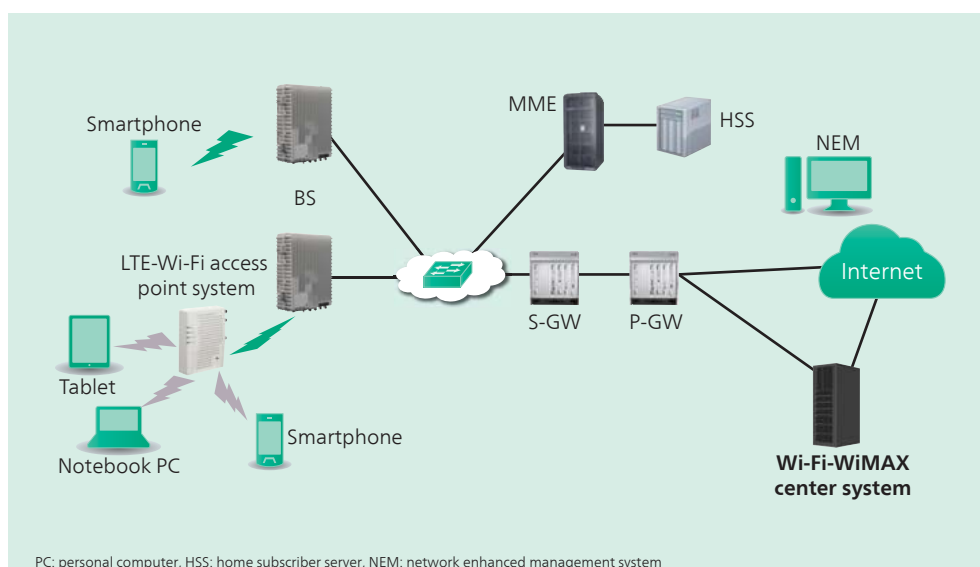 MME
HSS
Smartphone
NEM
BS
LTE-Wi-Fi access
point system
Internet
S-GW
P-GW
Tablet
Smartphone
Notebook PC
Wi-Fi-WiMAX
center system
PC: personal computer, HSS: home subscriber server, NEM: network enhanced management system